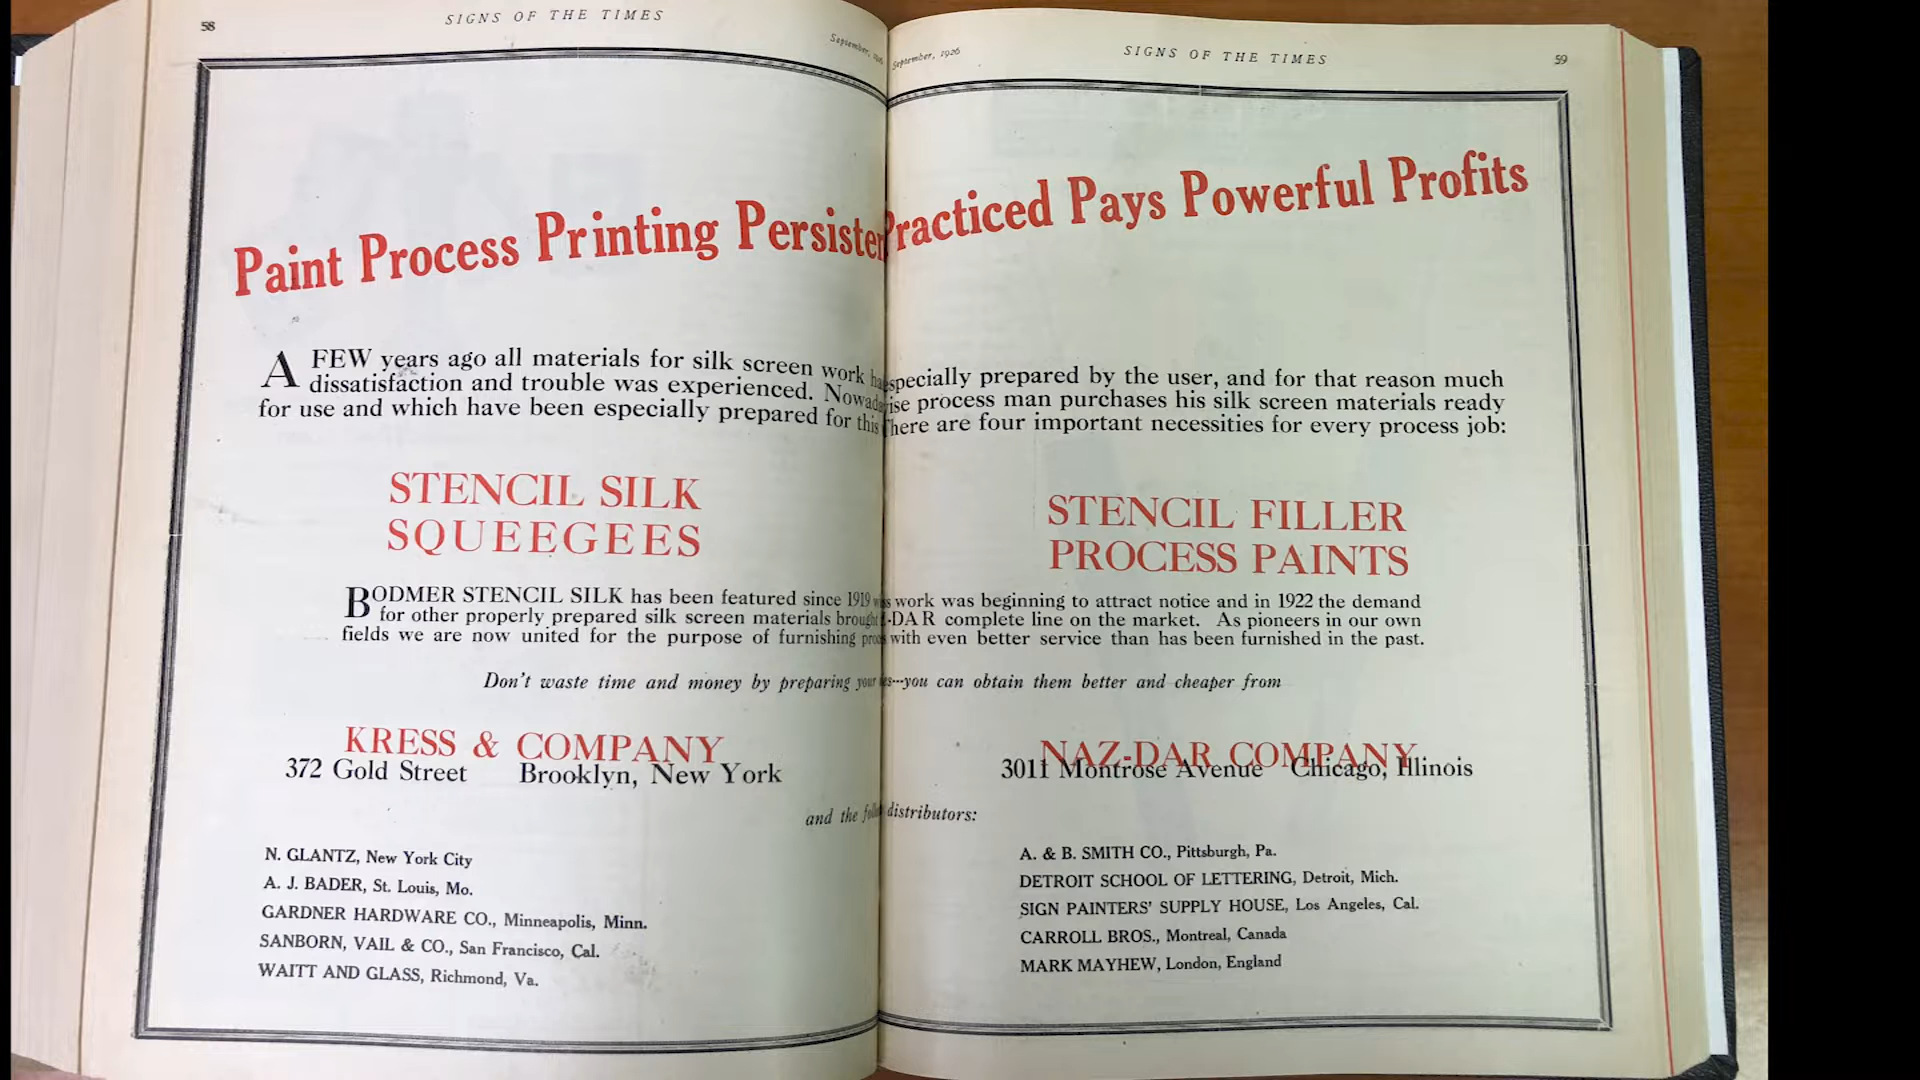 58
SIGNS OF THE TIMES
September,
September, 1926
SIGNS OF THE TIMES
59
Paint Process Printing Persisten Practiced Pays Powerful Profits
A FEW years ago all materials for silk screen work ha especially prepared by the user, and for that reason much
dissatisfaction and trouble was experienced. Nowad ise process man purchases his silk screen materials ready
for use and which have been especially prepared for this There are four important necessities for every process job:
STENCIL SILK
SQUEEGEES
STENCIL FILLER
PROCESS PAINTS
BODMER STENCIL SILK has been featured since 1919 work was beginning to attract notice and in 1922 the demand
for other properly prepared silk screen materials brought -DAR complete line on the market. As pioneers in our own
fields we are now united for the purpose of furnishing with even better service than has been furnished in the past.
Don't waste time and money by preparing your ---you can obtain them better and cheaper from
KRESS & COMPANY
372 Gold Street Brooklyn, New York
NAZ-DAR COMPANY
3011 Montrose Avenue Chicago, Illinois
and the distributors:
N. GLANTZ, New York City
A. J. BADER, St. Louis, Mo.
GARDNER HARDWARE CO., Minneapolis, Minn.
SANBORN, VAIL & CO., San Francisco, Cal.
WAITT AND GLASS, Richmond, Va.
A. & B. SMITH CO., Pittsburgh, Pa.
DETROIT SCHOOL OF LETTERING, Detroit, Mich.
SIGN PAINTERS' SUPPLY HOUSE, Los Angeles, Cal.
CARROLL BROS., Montreal, Canada
MARK MAYHEW, London, England